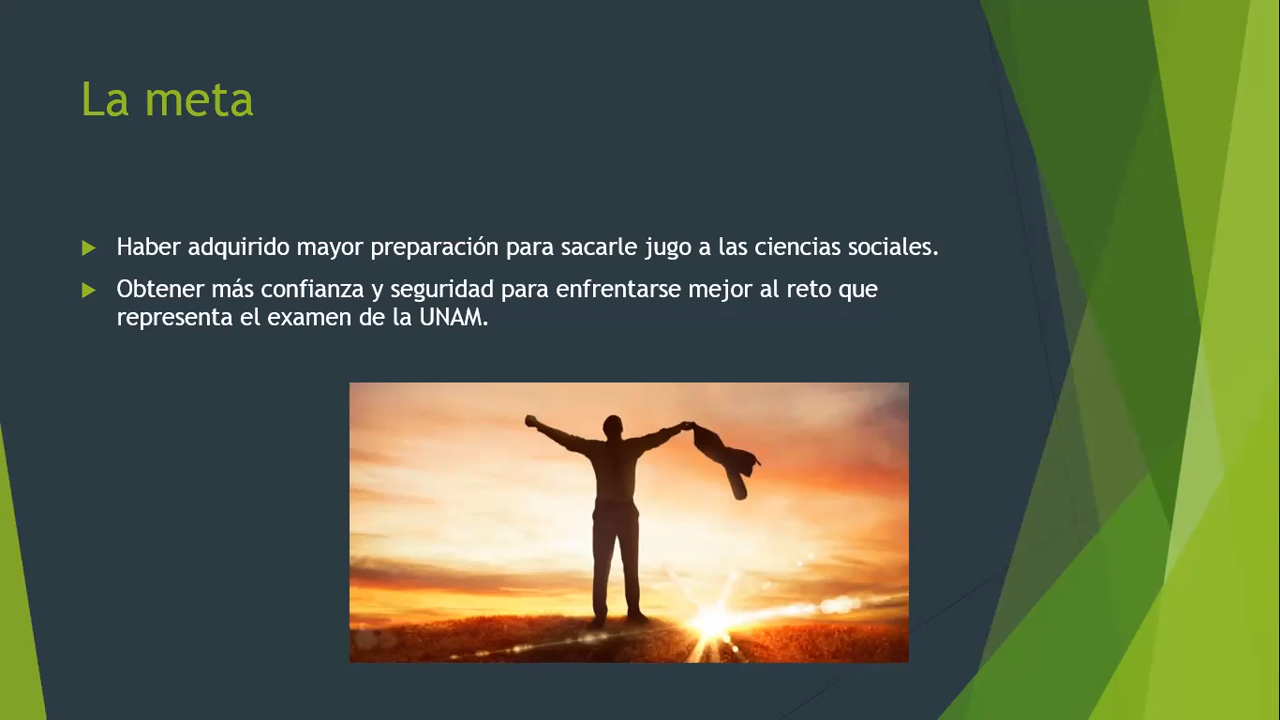 La meta
Haber adquirido mayor preparación para sacarle jugo a las ciencias sociales.
Obtener más confianza y seguridad para enfrentarse mejor al reto que
representa el examen de la UNAM.